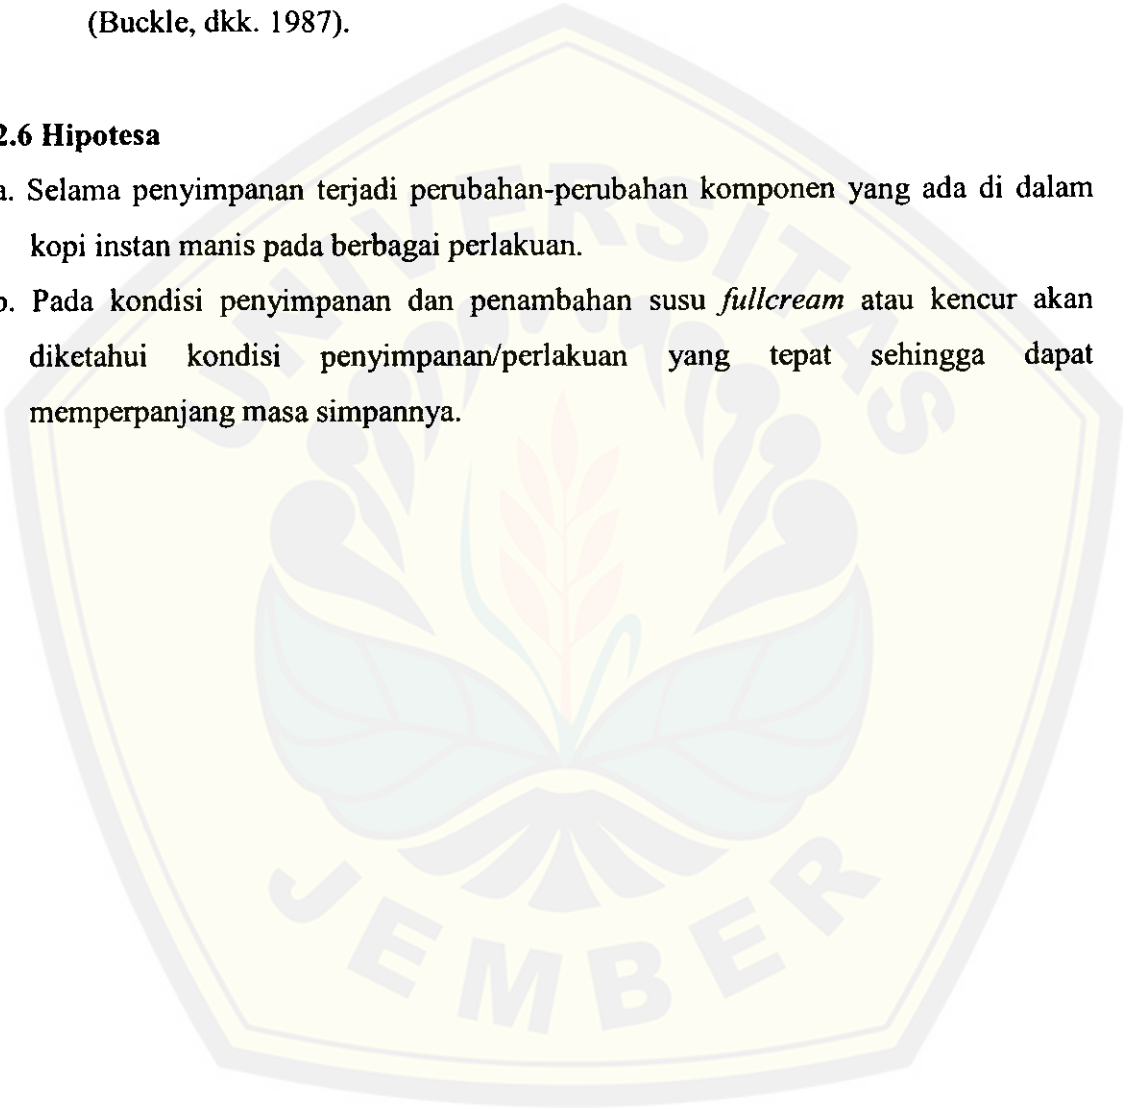 (Buckle, dkk. 1987).
2.6 Hipotesa
a. Selama penyimpanan terjadi perubahan-perubahan komponen yang ada di dalam
kopi instan manis pada berbagai perlakuan.
b. Pada kondisi penyimpanan dan penambahan susu fullcream atau kencur akan
diketahui kondisi penyimpanan/perlakuan yang tepat sehingga dapat
memperpanjang masa simpannya.
UNIVERSITAS
JEMBER